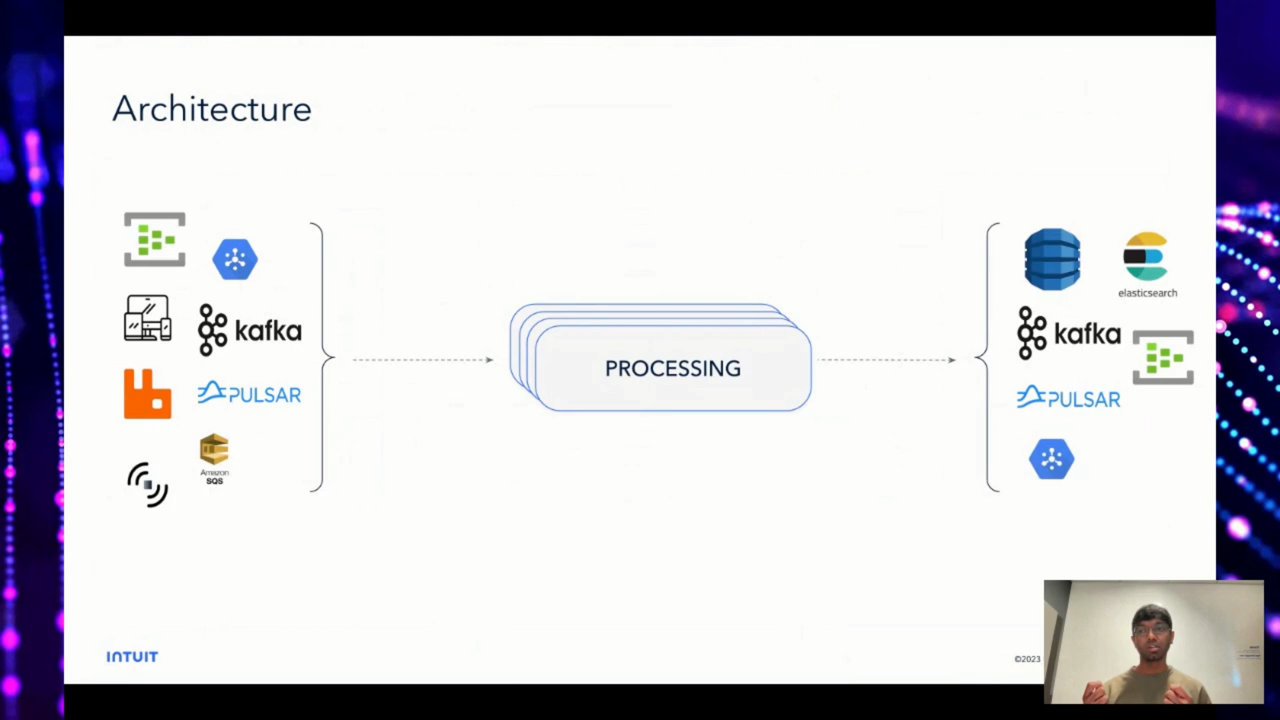 Architecture
kafka
PULSAR
Amazon
SQS
PROCESSING
elasticsearch
kafka
PULSAR
INTUIT
©2023